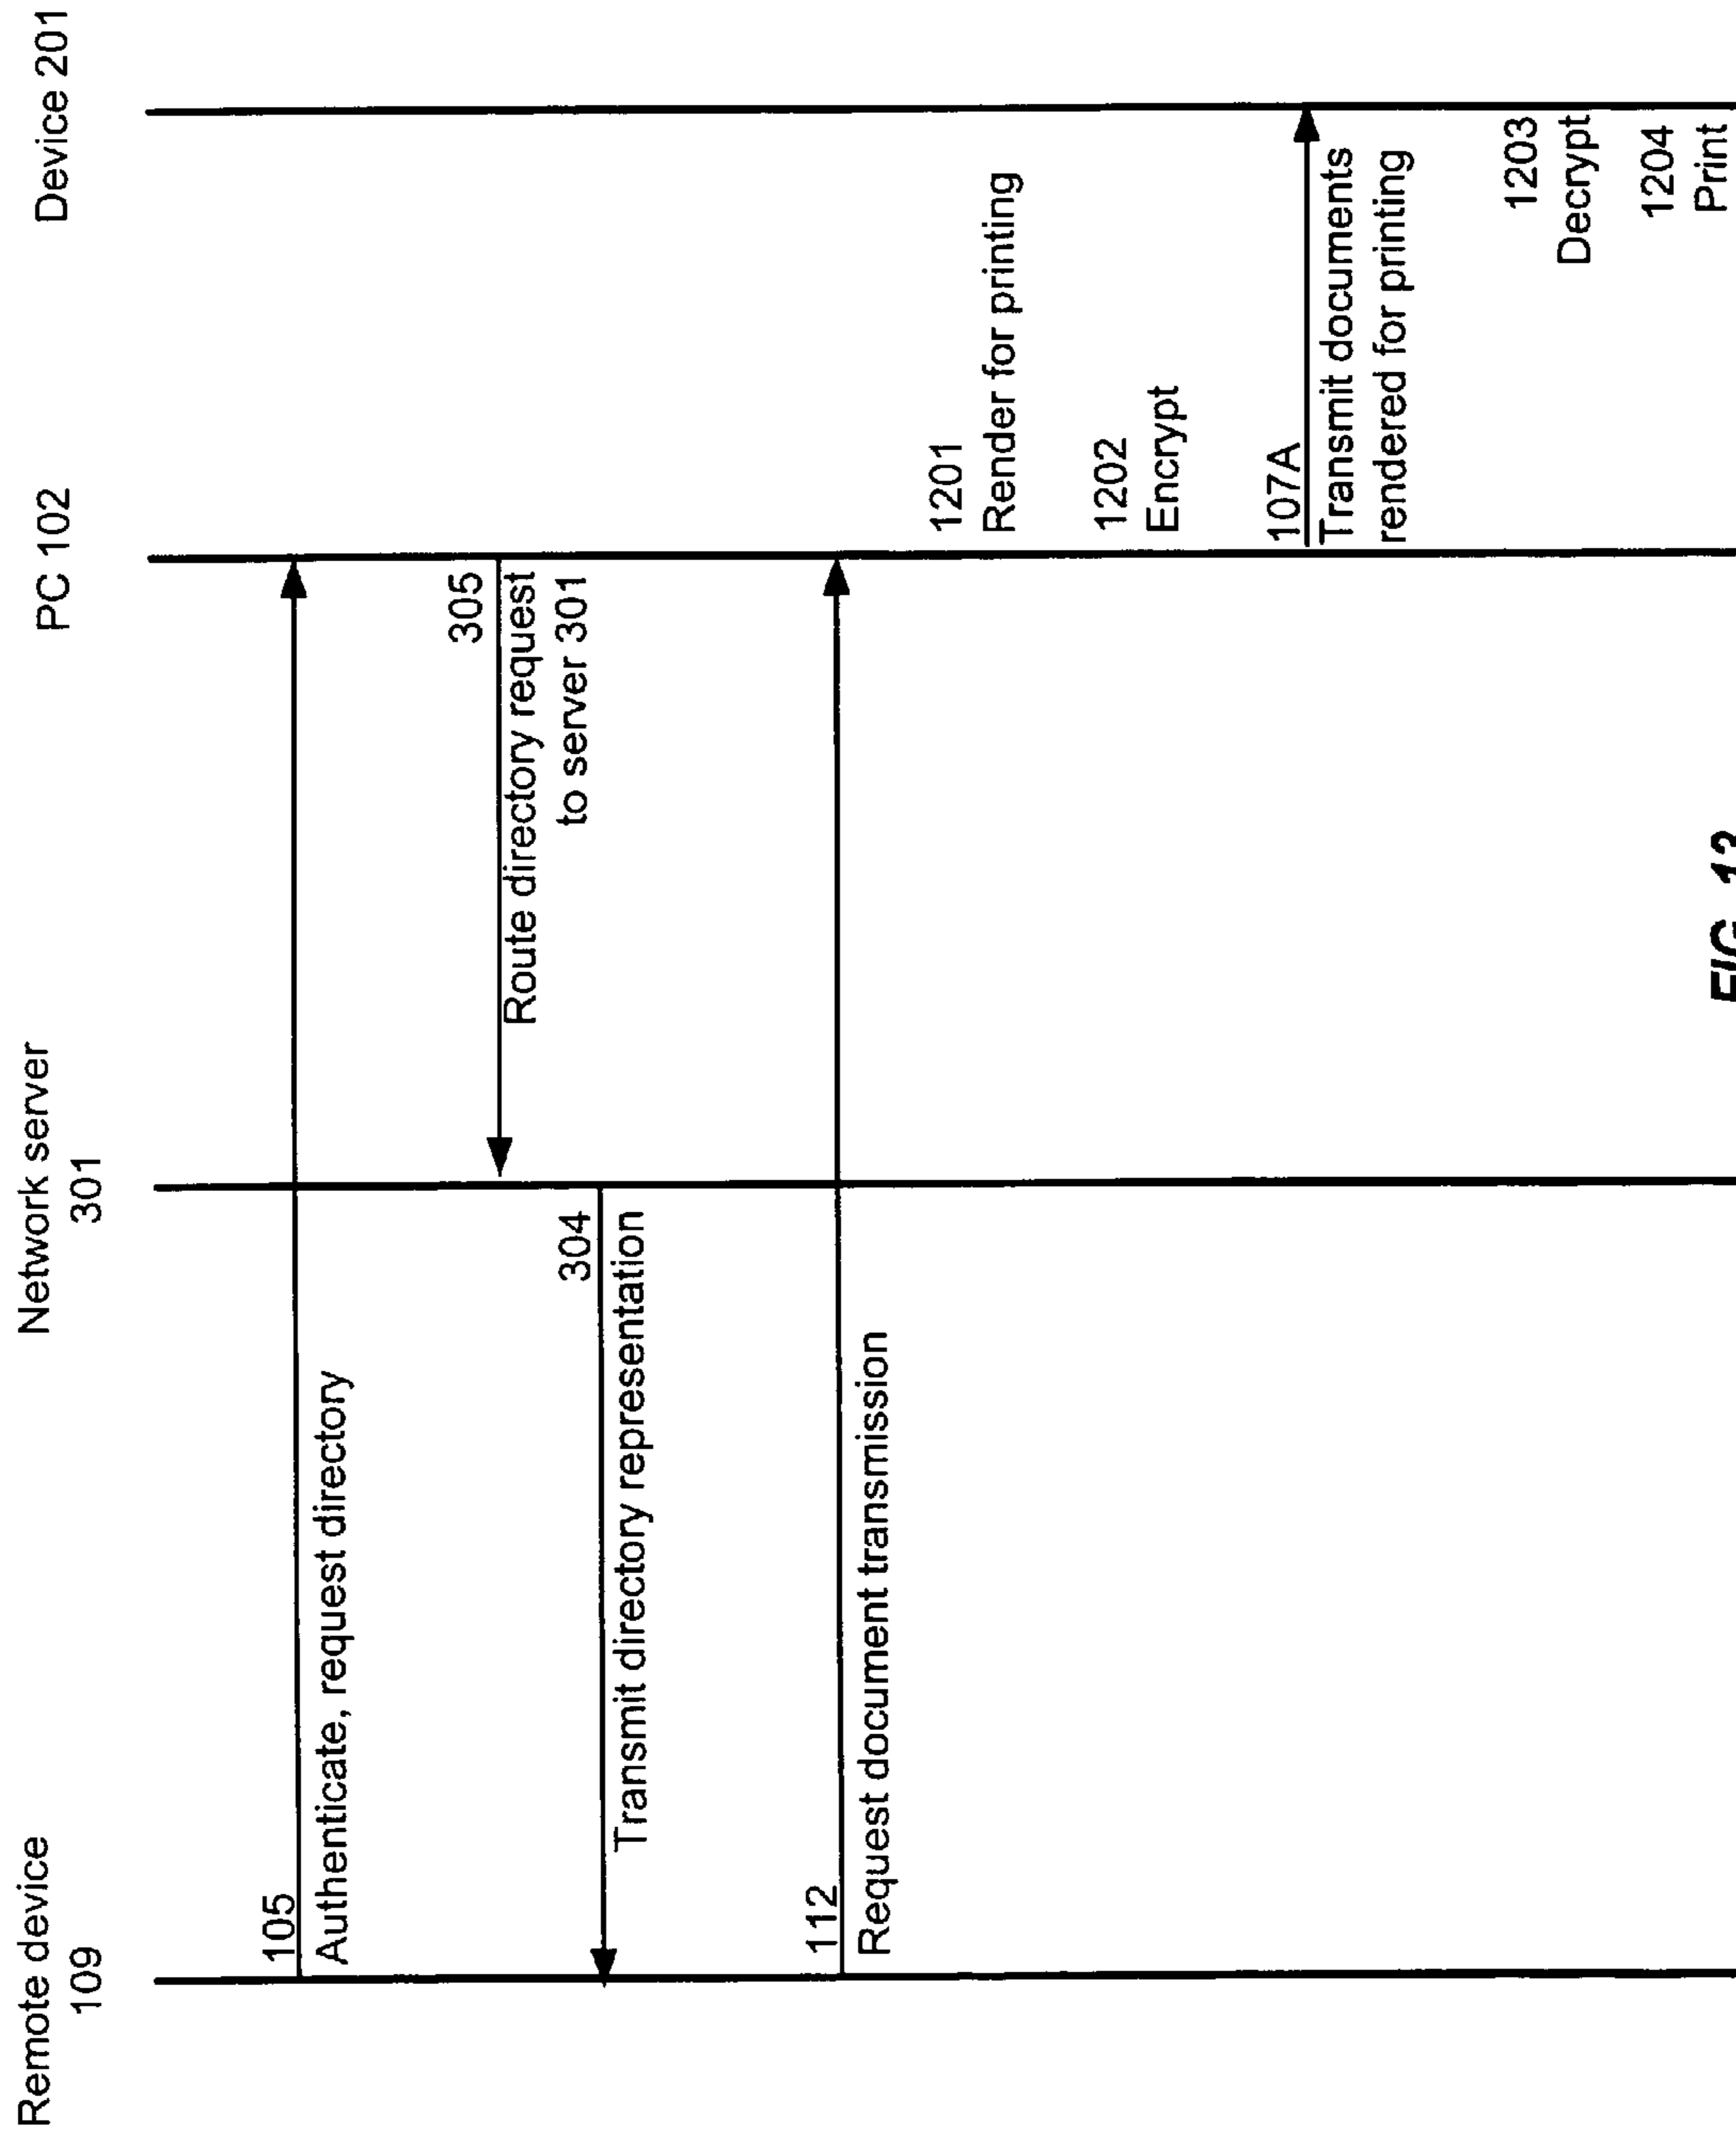 Remote device
109
Network server
301
PC 102
Device 201
105
Authenticate, request directory
305
Route directory request
to server 301
304
Transmit directory representation
112
Request document transmission
1201
Render for printing
1202
Encrypt
107A
Transmit documents
rendered for printing
1203
Decrypt
1204
Print
FIG